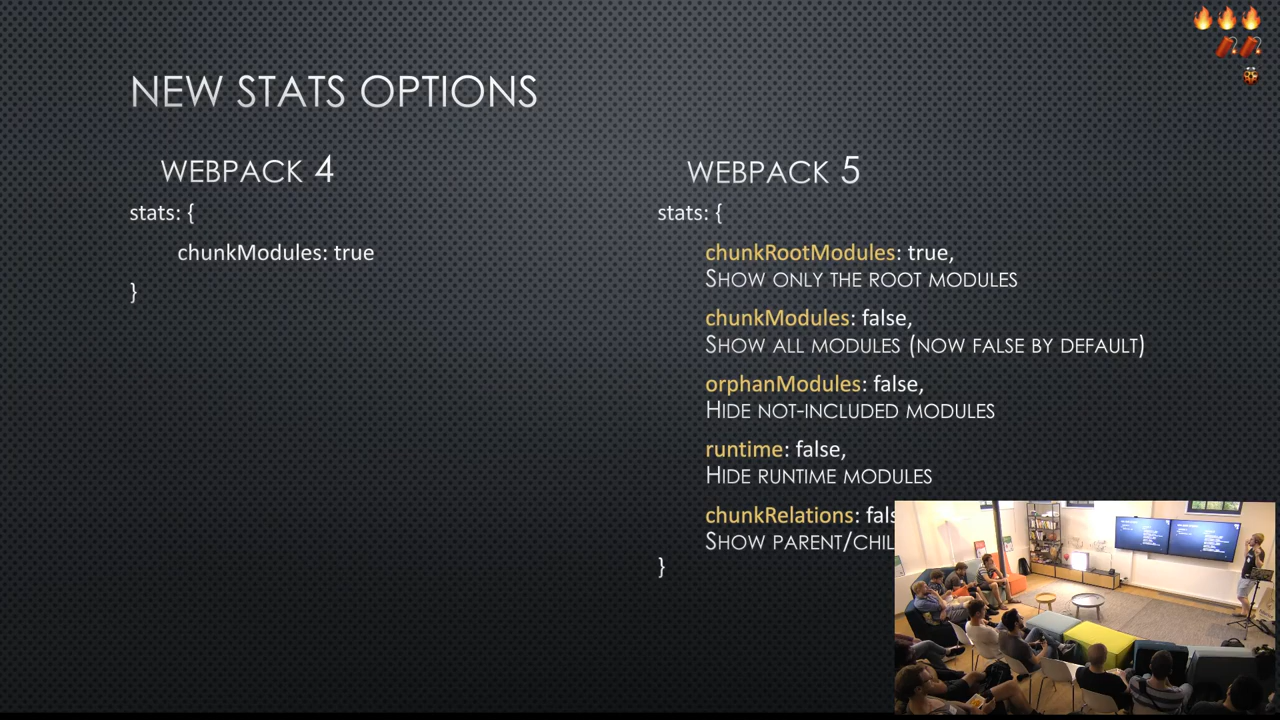 NEW STATS OPTIONS
WEBPACK 4
stats: {
chunkModules: true
}
WEBPACK 5
stats: {
chunkRootModules: true,
SHOW ONLY THE ROOT MODULES
chunkModules: false,
SHOW ALL MODULES (NOW FALSE BY DEFAULT)
orphanModules: false,
HIDE NOT-INCLUDED MODULES
runtime: false,
HIDE RUNTIME MODULES
chunkRelations:
SHOW
}